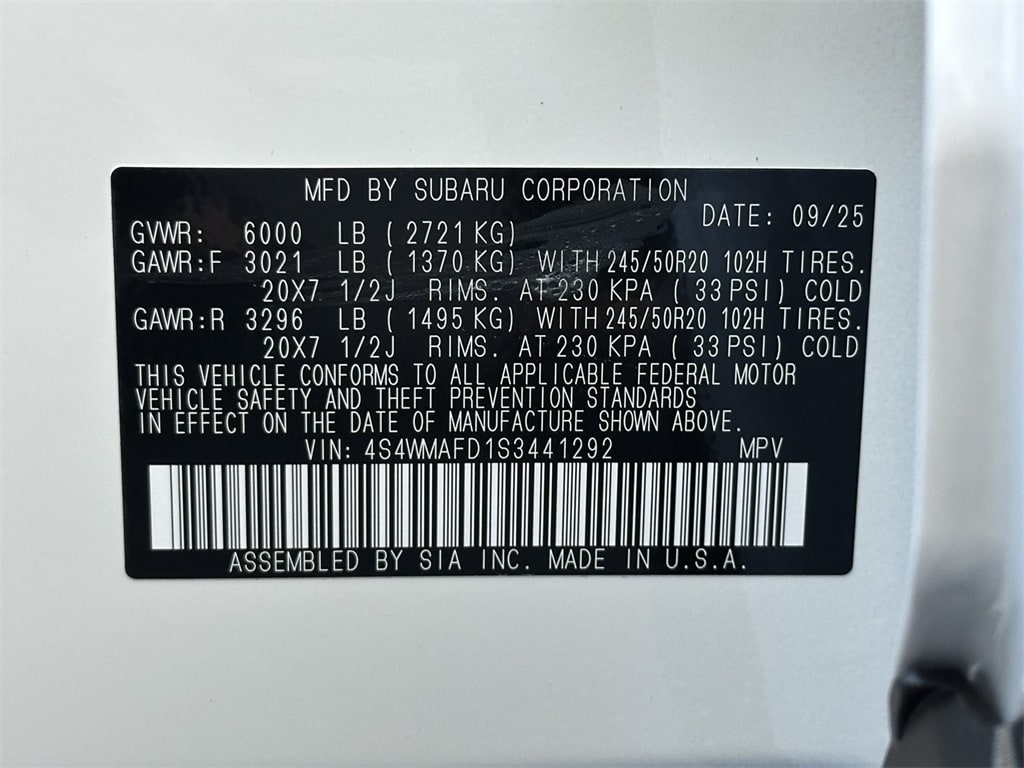 MFD BY SUBARU CORPORATION
DATE: 09/25
GVWR: 6000 LB ( 2721 KG)
GAWR:F 3021 LB ( 1370 KG) WITH 245/50R20 102H TIRES.
20X7 1/2J RIMS. AT 230 KPA ( 33 PSI) COLD
GAWR:R 3296 LB ( 1495 KG) WITH 245/50R20 102H TIRES.
20X7 1/2J RIMS. AT 230 KPA ( 33 PSI) COLD
THIS VEHICLE CONFORMS TO ALL APPLICABLE FEDERAL MOTOR
VEHICLE SAFETY AND THEFT PREVENTION STANDARDS
IN EFFECT ON THE DATE OF MANUFACTURE SHOWN ABOVE.
VIN: 4S4WMAFD1S3441292 MPV
ASSEMBLED BY SIA INC. MADE IN U.S.A.